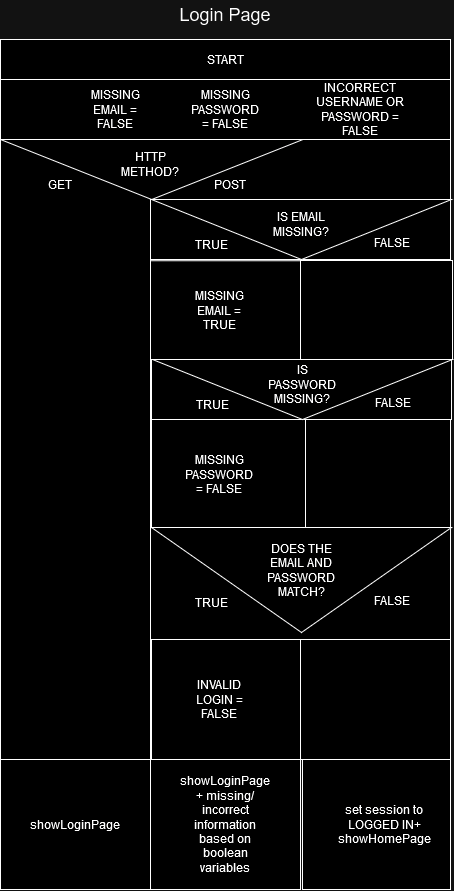 Login Page
START
MISSING
EMAIL =
FALSE
MISSING
PASSWORD
= FALSE
INCORRECT
USERNAME OR
PASSWORD =
FALSE
HTTP
METHOD?
GET
POST
IS EMAIL
MISSING?
TRUE
FALSE
MISSING
EMAIL =
TRUE
IS
PASSWORD
MISSING?
TRUE
FALSE
MISSING
PASSWORD
= FALSE
DOES THE
EMAIL AND
PASSWORD
MATCH?
TRUE
FALSE
INVALID
LOGIN =
FALSE
showLoginPage
showLoginPage
+ missing/
incorrect
information
based on
boolean
variables
set session to
LOGGED IN+
showHomePage